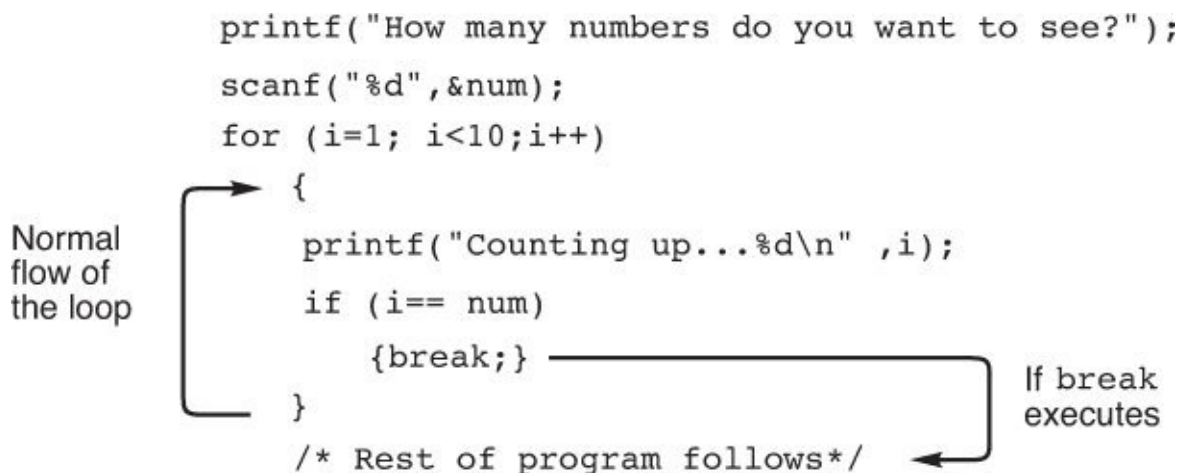 printf("How many numbers do you want to see?");
scanf("%d",&num);
for (i=1; i<10;i++)
{
Normal
flow of
the loop
printf("Counting up...%d\n" ,i);
if (i== num)
{break;}
}
If break
executes
/* Rest of program follows*/